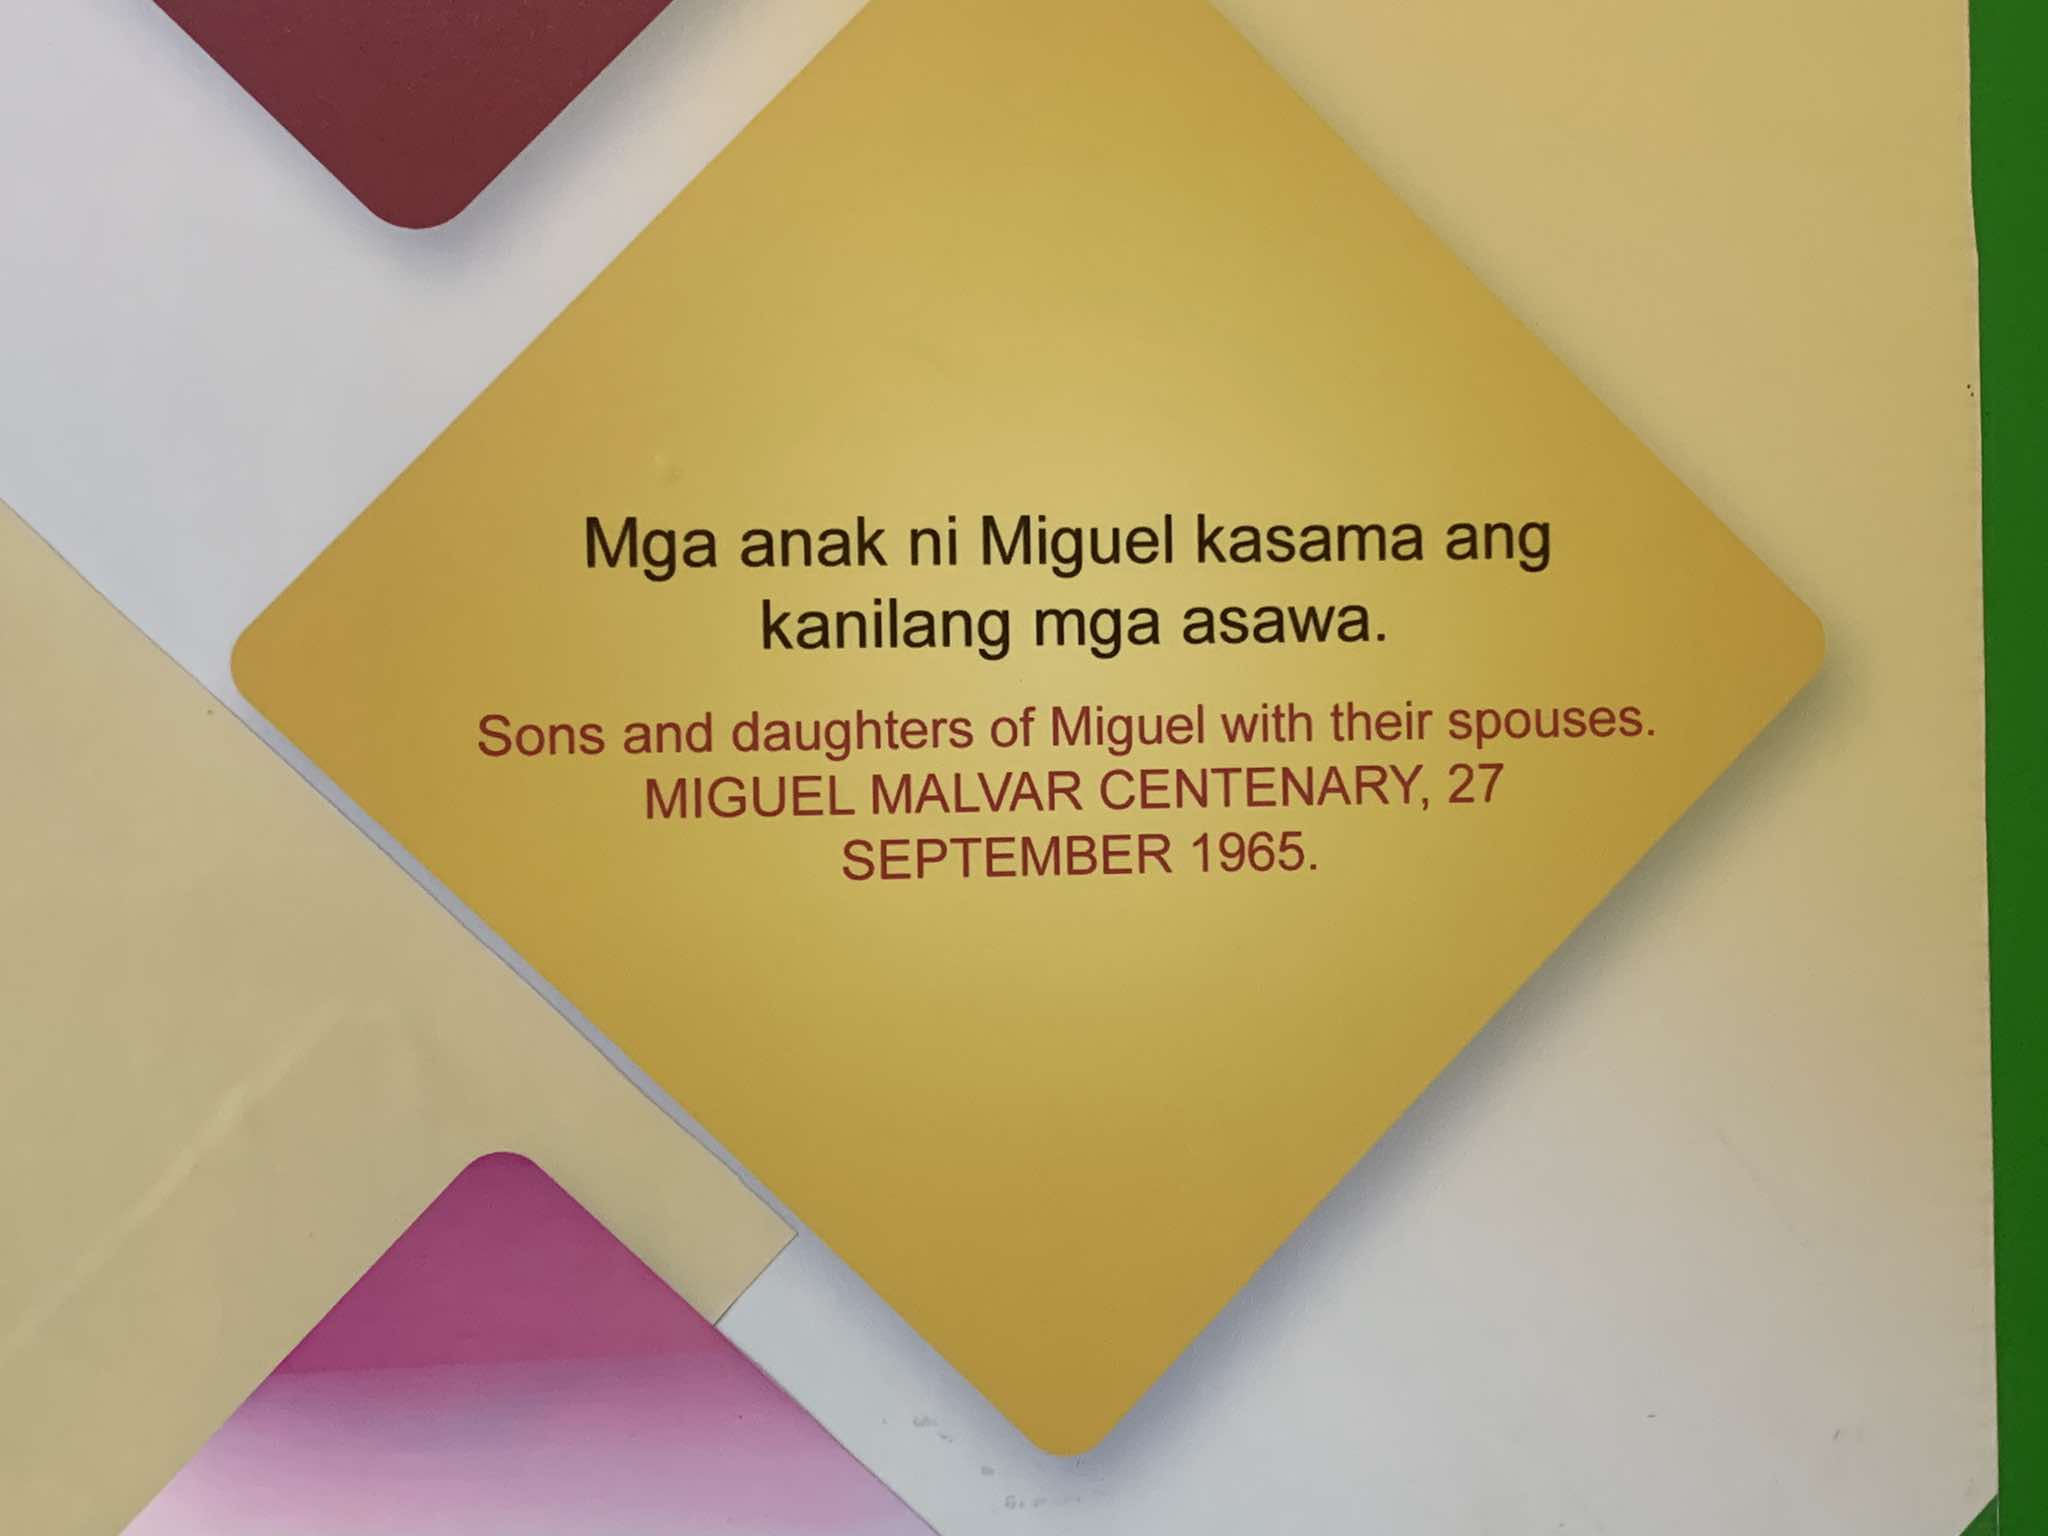 Mga anak ni Miguel kasama ang
kanilang mga asawa.
Sons and daughters of Miguel with their spouses.
MIGUEL MALVAR CENTENARY, 27
SEPTEMBER 1965.